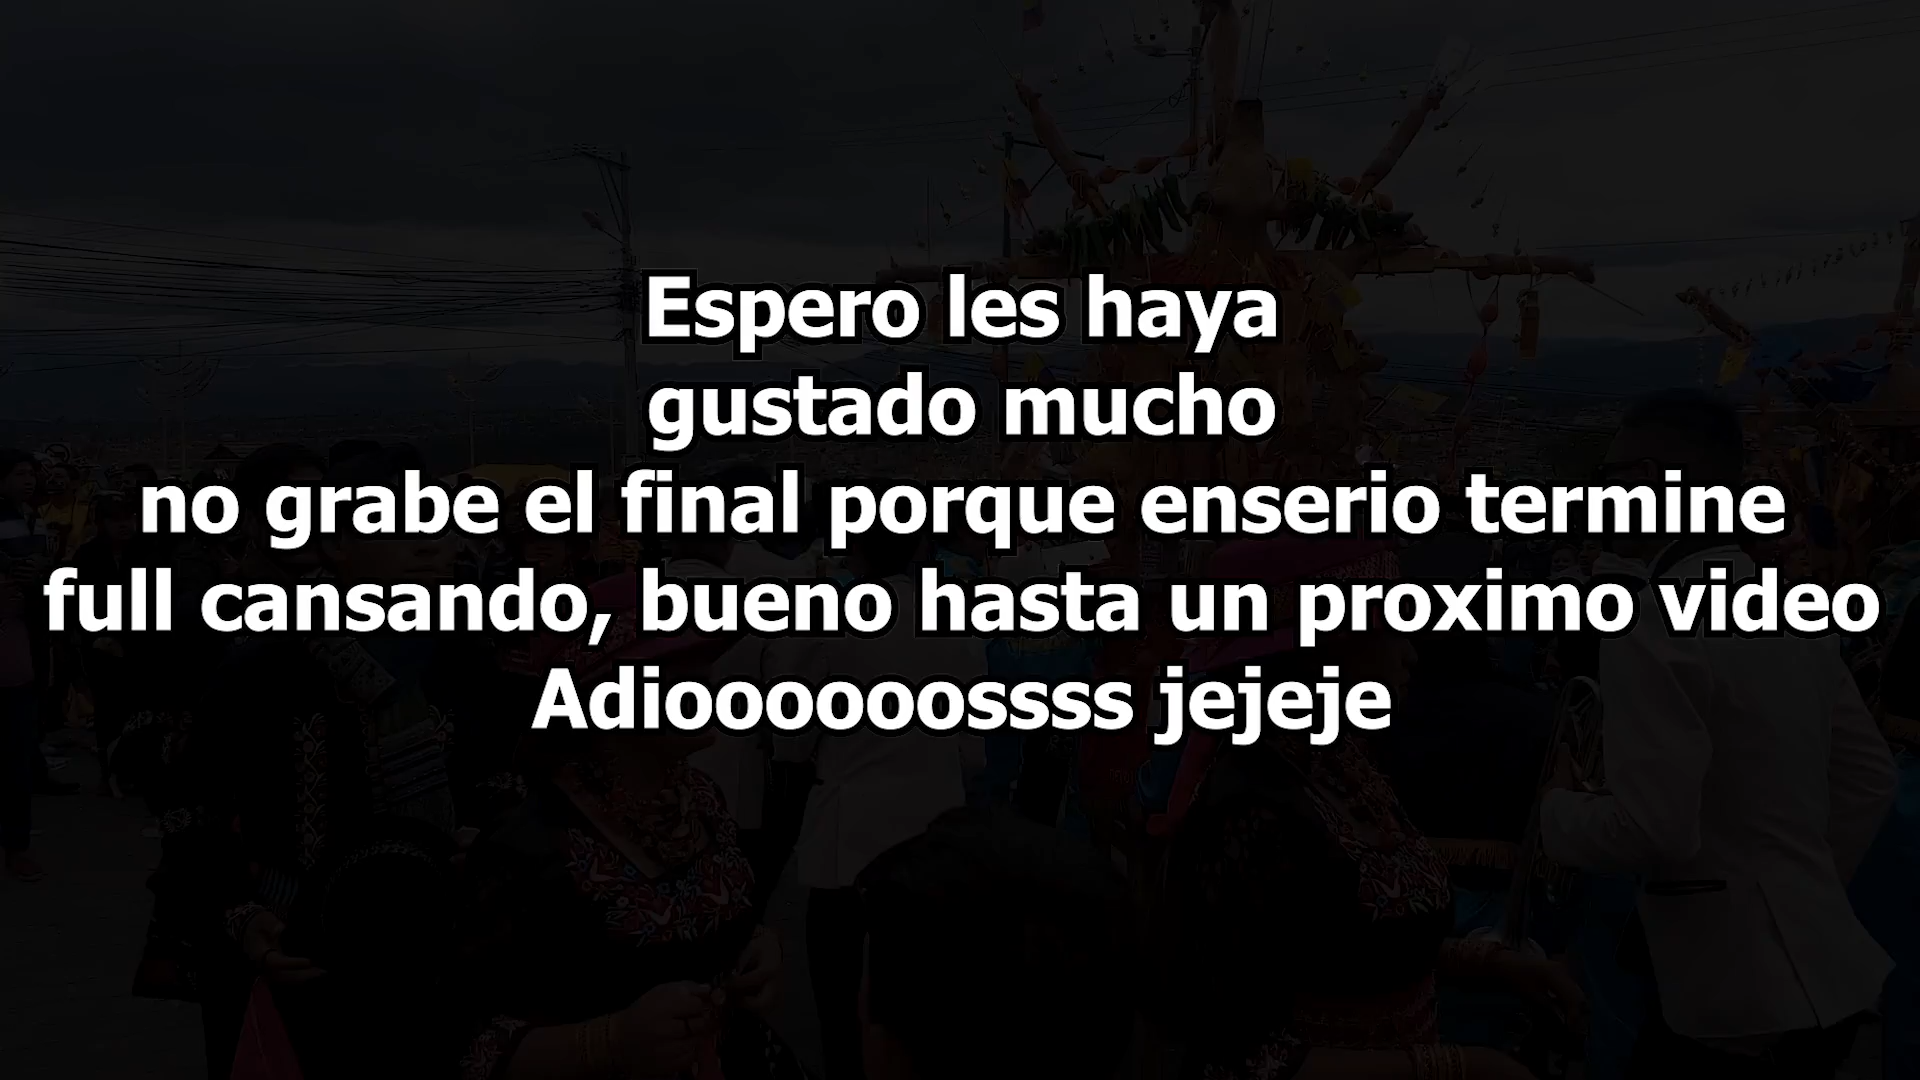 Espero les haya
gustado mucho
no grabe el final porque enserio termine
full cansando, bueno hasta un proximo video
Adiooooooossss jejeje